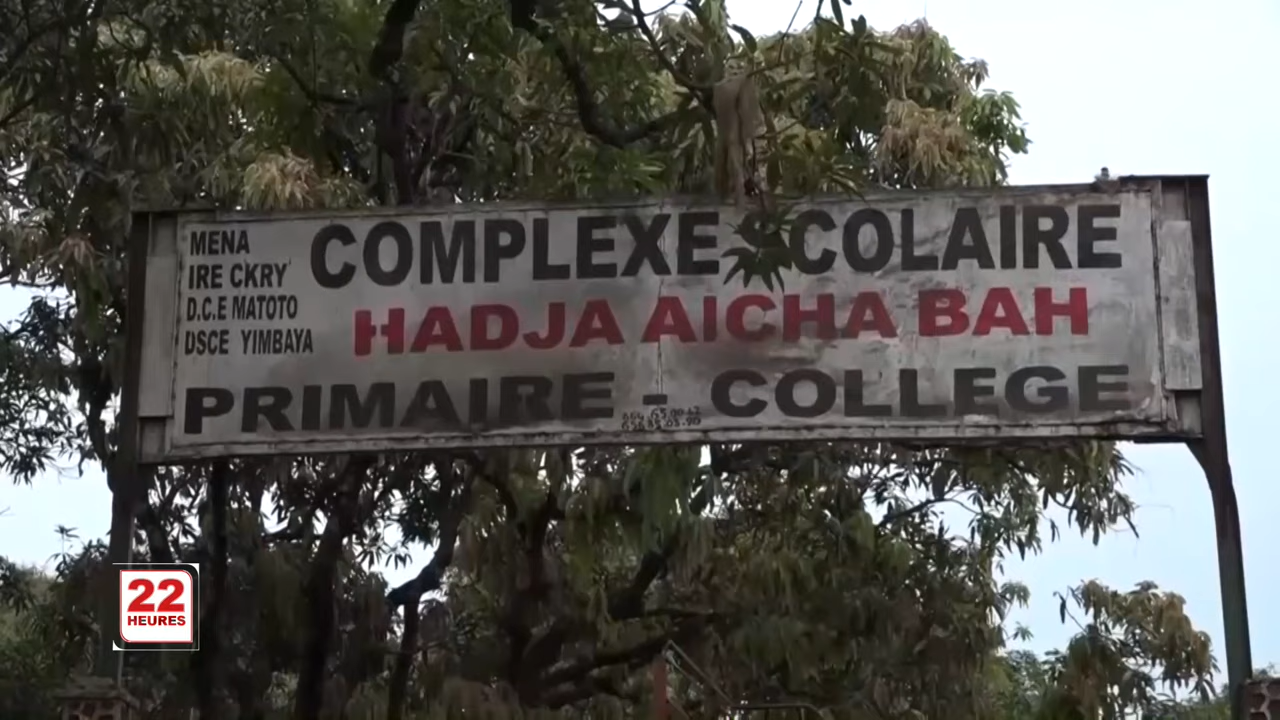 MENA
IRE CKRY
D.C.E MATOTO
DSCE YIMBAYA
COMPLEXE SCOLAIRE
HADJA AICHA BAH
PRIMAIRE - COLLEGE
22
HEURES